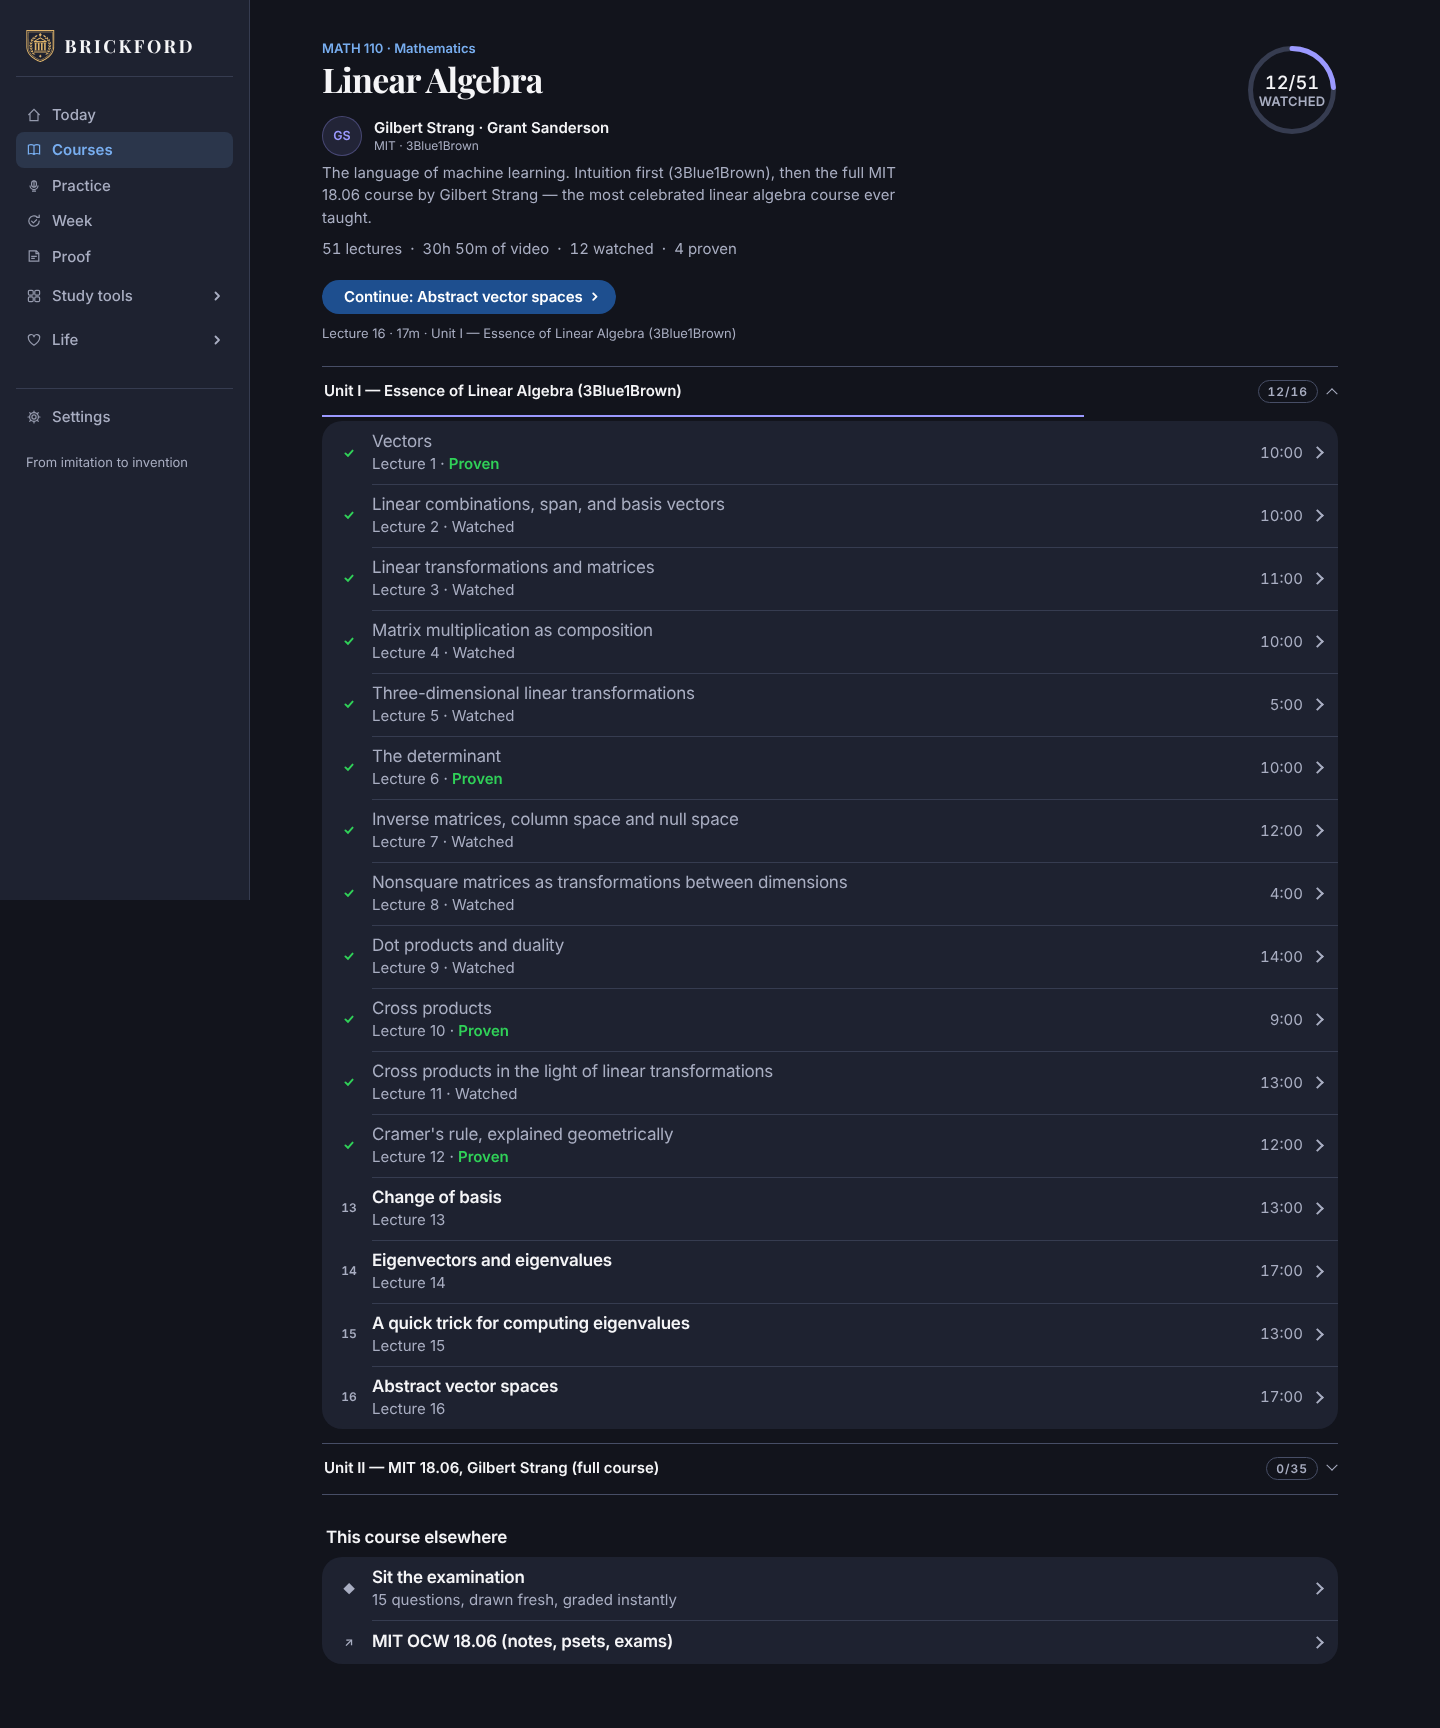 BRICKFORD
Today
Courses
Practice
Week
Proof
Study tools
Life
Settings
From imitation to invention
MATH 110 · Mathematics
Linear Algebra
12/51
WATCHED
GS
Gilbert Strang · Grant Sanderson
MIT · 3Blue1Brown
The language of machine learning. Intuition first (3Blue1Brown), then the full MIT
18.06 course by Gilbert Strang — the most celebrated linear algebra course ever
taught.
51 lectures · 30h 50m of video · 12 watched · 4 proven
Continue: Abstract vector spaces
Lecture 16 · 17m · Unit I — Essence of Linear Algebra (3Blue1Brown)
Unit I — Essence of Linear Algebra (3Blue1Brown)
12/16
Vectors
Lecture 1 · Proven
10:00
Linear combinations, span, and basis vectors
Lecture 2 · Watched
10:00
Linear transformations and matrices
Lecture 3 · Watched
11:00
Matrix multiplication as composition
Lecture 4 · Watched
10:00
Three-dimensional linear transformations
Lecture 5 · Watched
5:00
The determinant
Lecture 6 · Proven
10:00
Inverse matrices, column space and null space
Lecture 7 · Watched
12:00
Nonsquare matrices as transformations between dimensions
Lecture 8 · Watched
4:00
Dot products and duality
Lecture 9 · Watched
14:00
Cross products
Lecture 10 · Proven
9:00
Cross products in the light of linear transformations
Lecture 11 · Watched
13:00
Cramer's rule, explained geometrically
Lecture 12 · Proven
12:00
13
Change of basis
Lecture 13
13:00
14
Eigenvectors and eigenvalues
Lecture 14
17:00
15
A quick trick for computing eigenvalues
Lecture 15
13:00
16
Abstract vector spaces
Lecture 16
17:00
Unit II — MIT 18.06, Gilbert Strang (full course)
0/35
This course elsewhere
Sit the examination
15 questions, drawn fresh, graded instantly
MIT OCW 18.06 (notes, psets, exams)